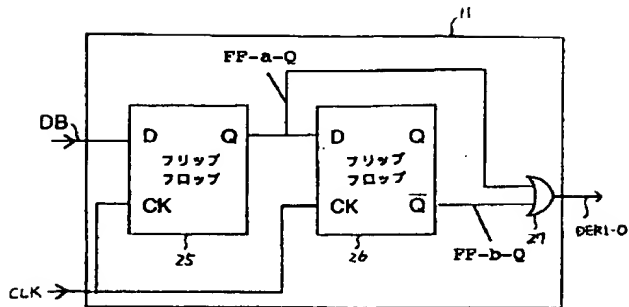 11
FF-a-Q
DB
D Q
フリップ
フロップ
CK
25
D Q
フリップ
フロップ
CK Q
26
27
DER1-0
FF-b-Q
CLK